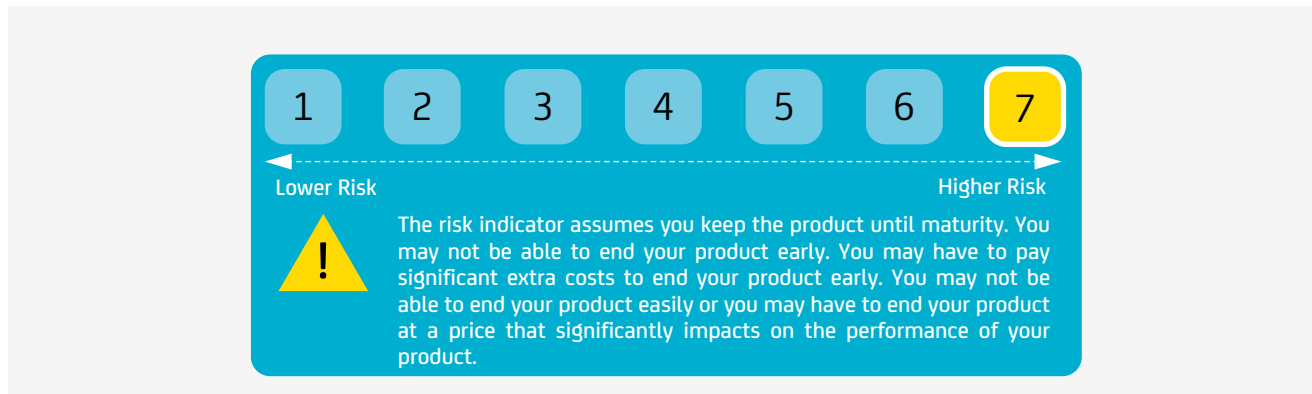 1 2 3 4 5 6 7
Lower Risk Higher Risk
! The risk indicator assumes you keep the product until maturity. You
may not be able to end your product early. You may have to pay
significant extra costs to end your product early. You may not be
able to end your product easily or you may have to end your product
at a price that significantly impacts on the performance of your
product.